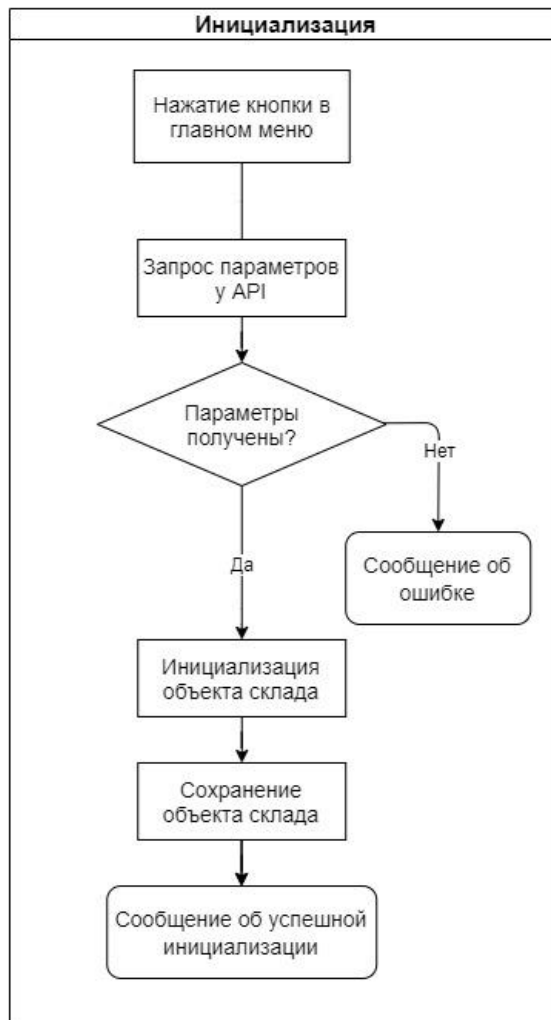 Инициализация
Нажатие кнопки в
главном меню
Запрос параметров
у API
Параметры
получены?
Нет
Сообщение об
ошибке
Да
Инициализация
объекта склада
Сохранение
объекта склада
Сообщение об успешной
инициализации